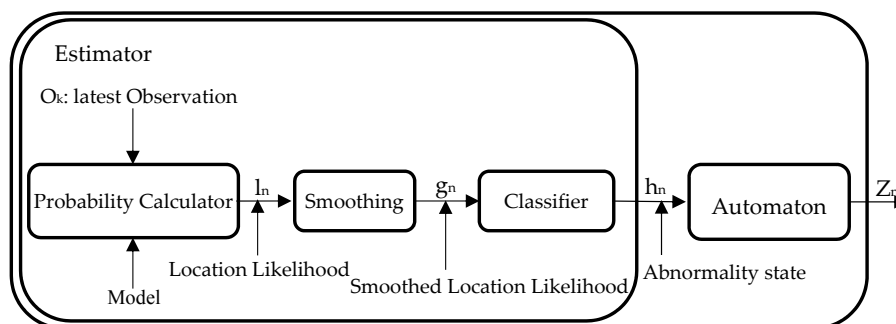 Estimator
Ok: latest Observation
Probability Calculator
ln
Smoothing
gn
Classifier
hn
Automaton
Zn
Location Likelihood
Smoothed Location Likelihood
Abnormality state
Model